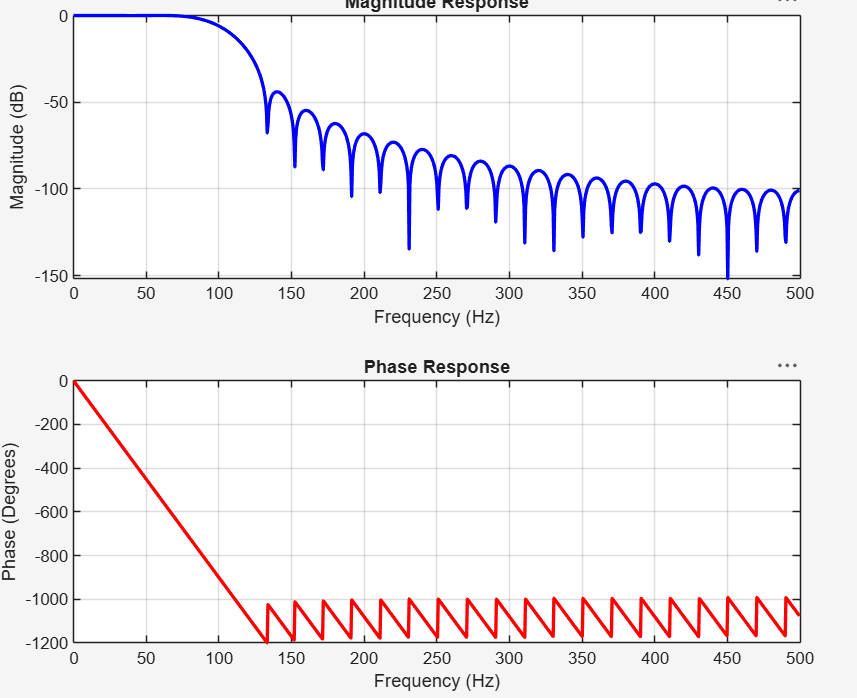 Magnitude Response
0
-50
-100
-150
Magnitude (dB)
0 50 100 150 200 250 300 350 400 450 500
Frequency (Hz)
Phase Response
0
-200
-400
-600
-800
-1000
-1200
Phase (Degrees)
0 50 100 150 200 250 300 350 400 450 500
Frequency (Hz)